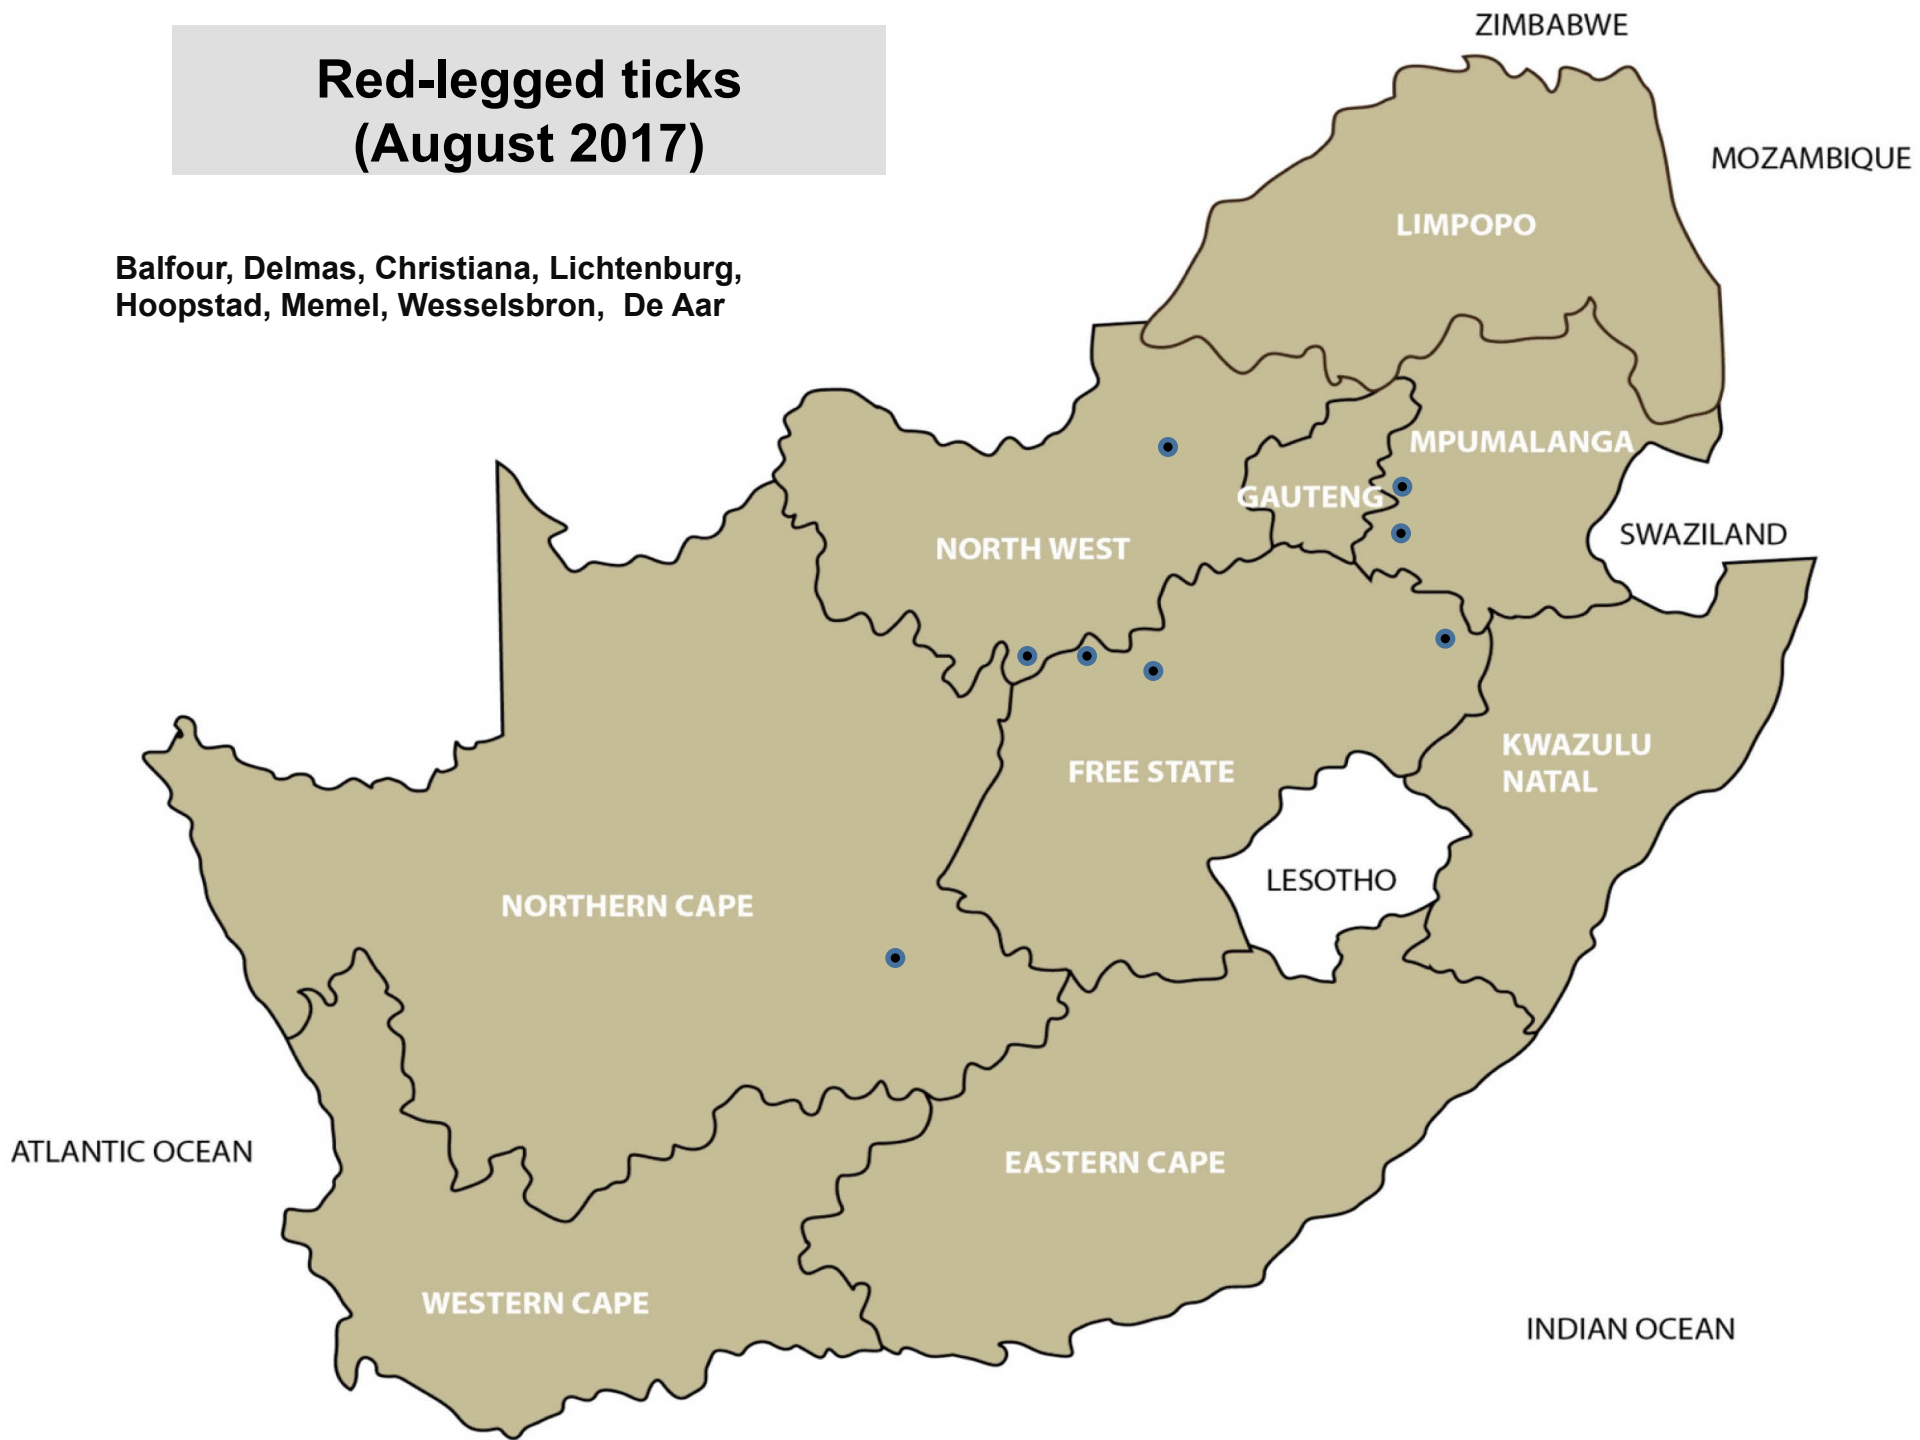 Red-legged ticks
(August 2017)
Balfour, Delmas, Christiana, Lichtenburg,
Hoopstad, Memel, Wesselsbron, De Aar
ZIMBABWE
MOZAMBIQUE
LIMPOPO
MPUMALANGA
GAUTENG
SWAZILAND
NORTH WEST
KWAZULU
NATAL
FREE STATE
LESOTHO
NORTHERN CAPE
ATLANTIC OCEAN
EASTERN CAPE
WESTERN CAPE
INDIAN OCEAN